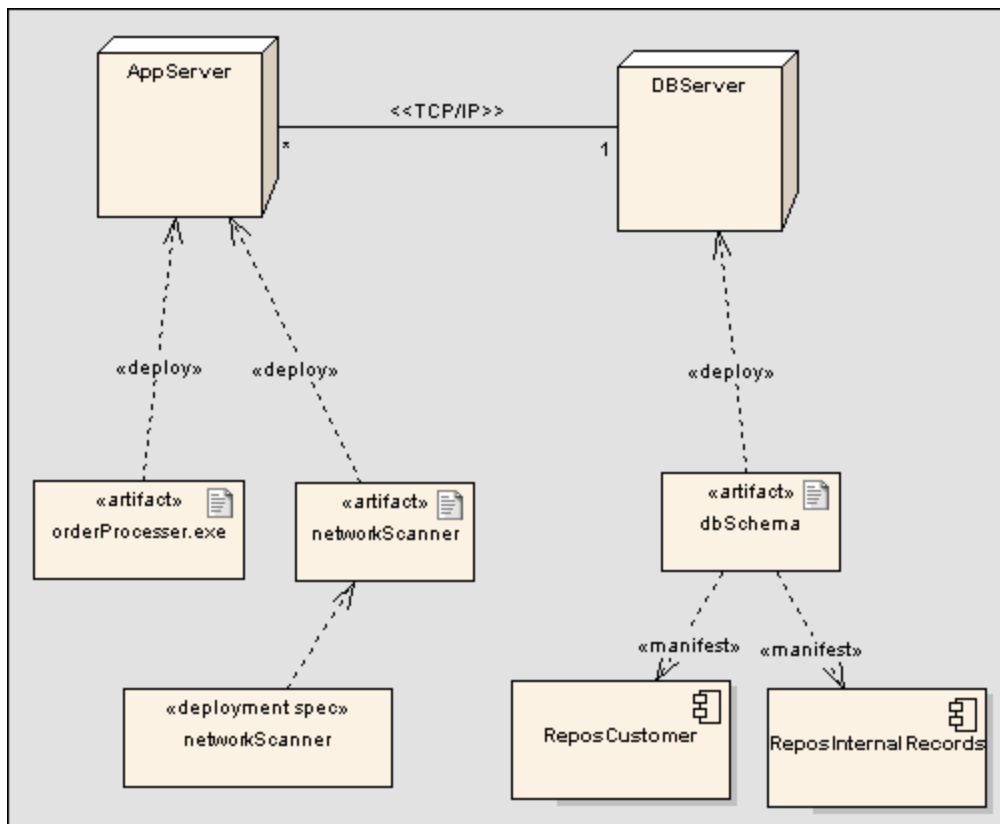 AppServer
DBServer
<<TCP/IP>>
*
1
«deploy»
«deploy»
«deploy»
«artifact»
orderProcesser.exe
«artifact»
networkScanner
«artifact»
dbSchema
«manifest»
«manifest»
«deployment spec»
networkScanner
ReposCustomer
ReposInternalRecords